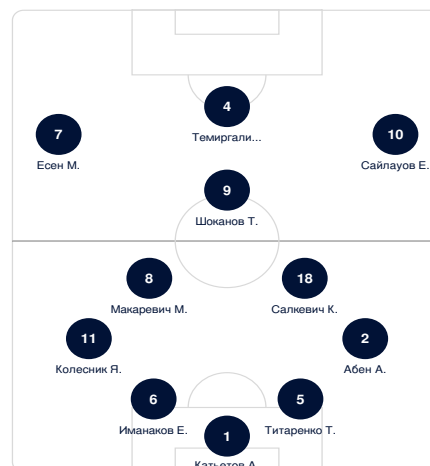 4
Темиргали...
7
Есен М.
10
Сайлауов Е.
9
Шоканов Т.
8
Макаревич М.
18
Салкевич К.
11
Колесник Я.
2
Абен А.
6
Иманаков Е.
5
Титаренко Т.
1
Катьетов А.